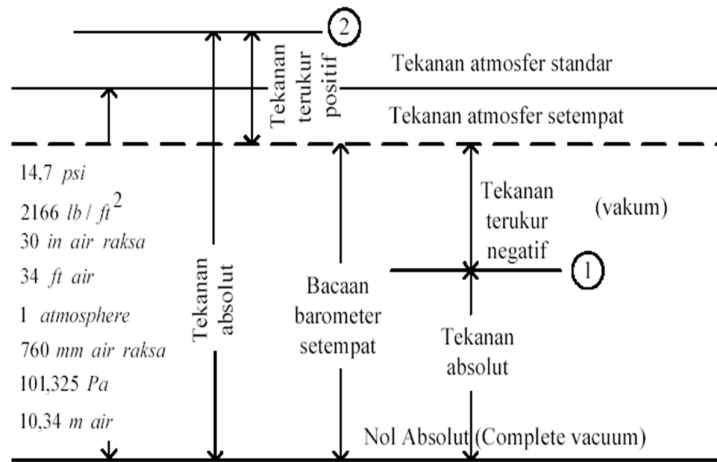 2
Tekanan
terukur
positif
Tekanan atmosfer standar
Tekanan atmosfer setempat
14,7 psi
2166 lb / ft²
30 in air raksa
34 ft air
1 atmosphere
760 mm air raksa
101,325 Pa
10,34 m air
Tekanan
absolut
Bacaan
barometer
setempat
Tekanan
terukur
negatif
(vakum)
1
Tekanan
absolut
Nol Absolut (Complete vacuum)